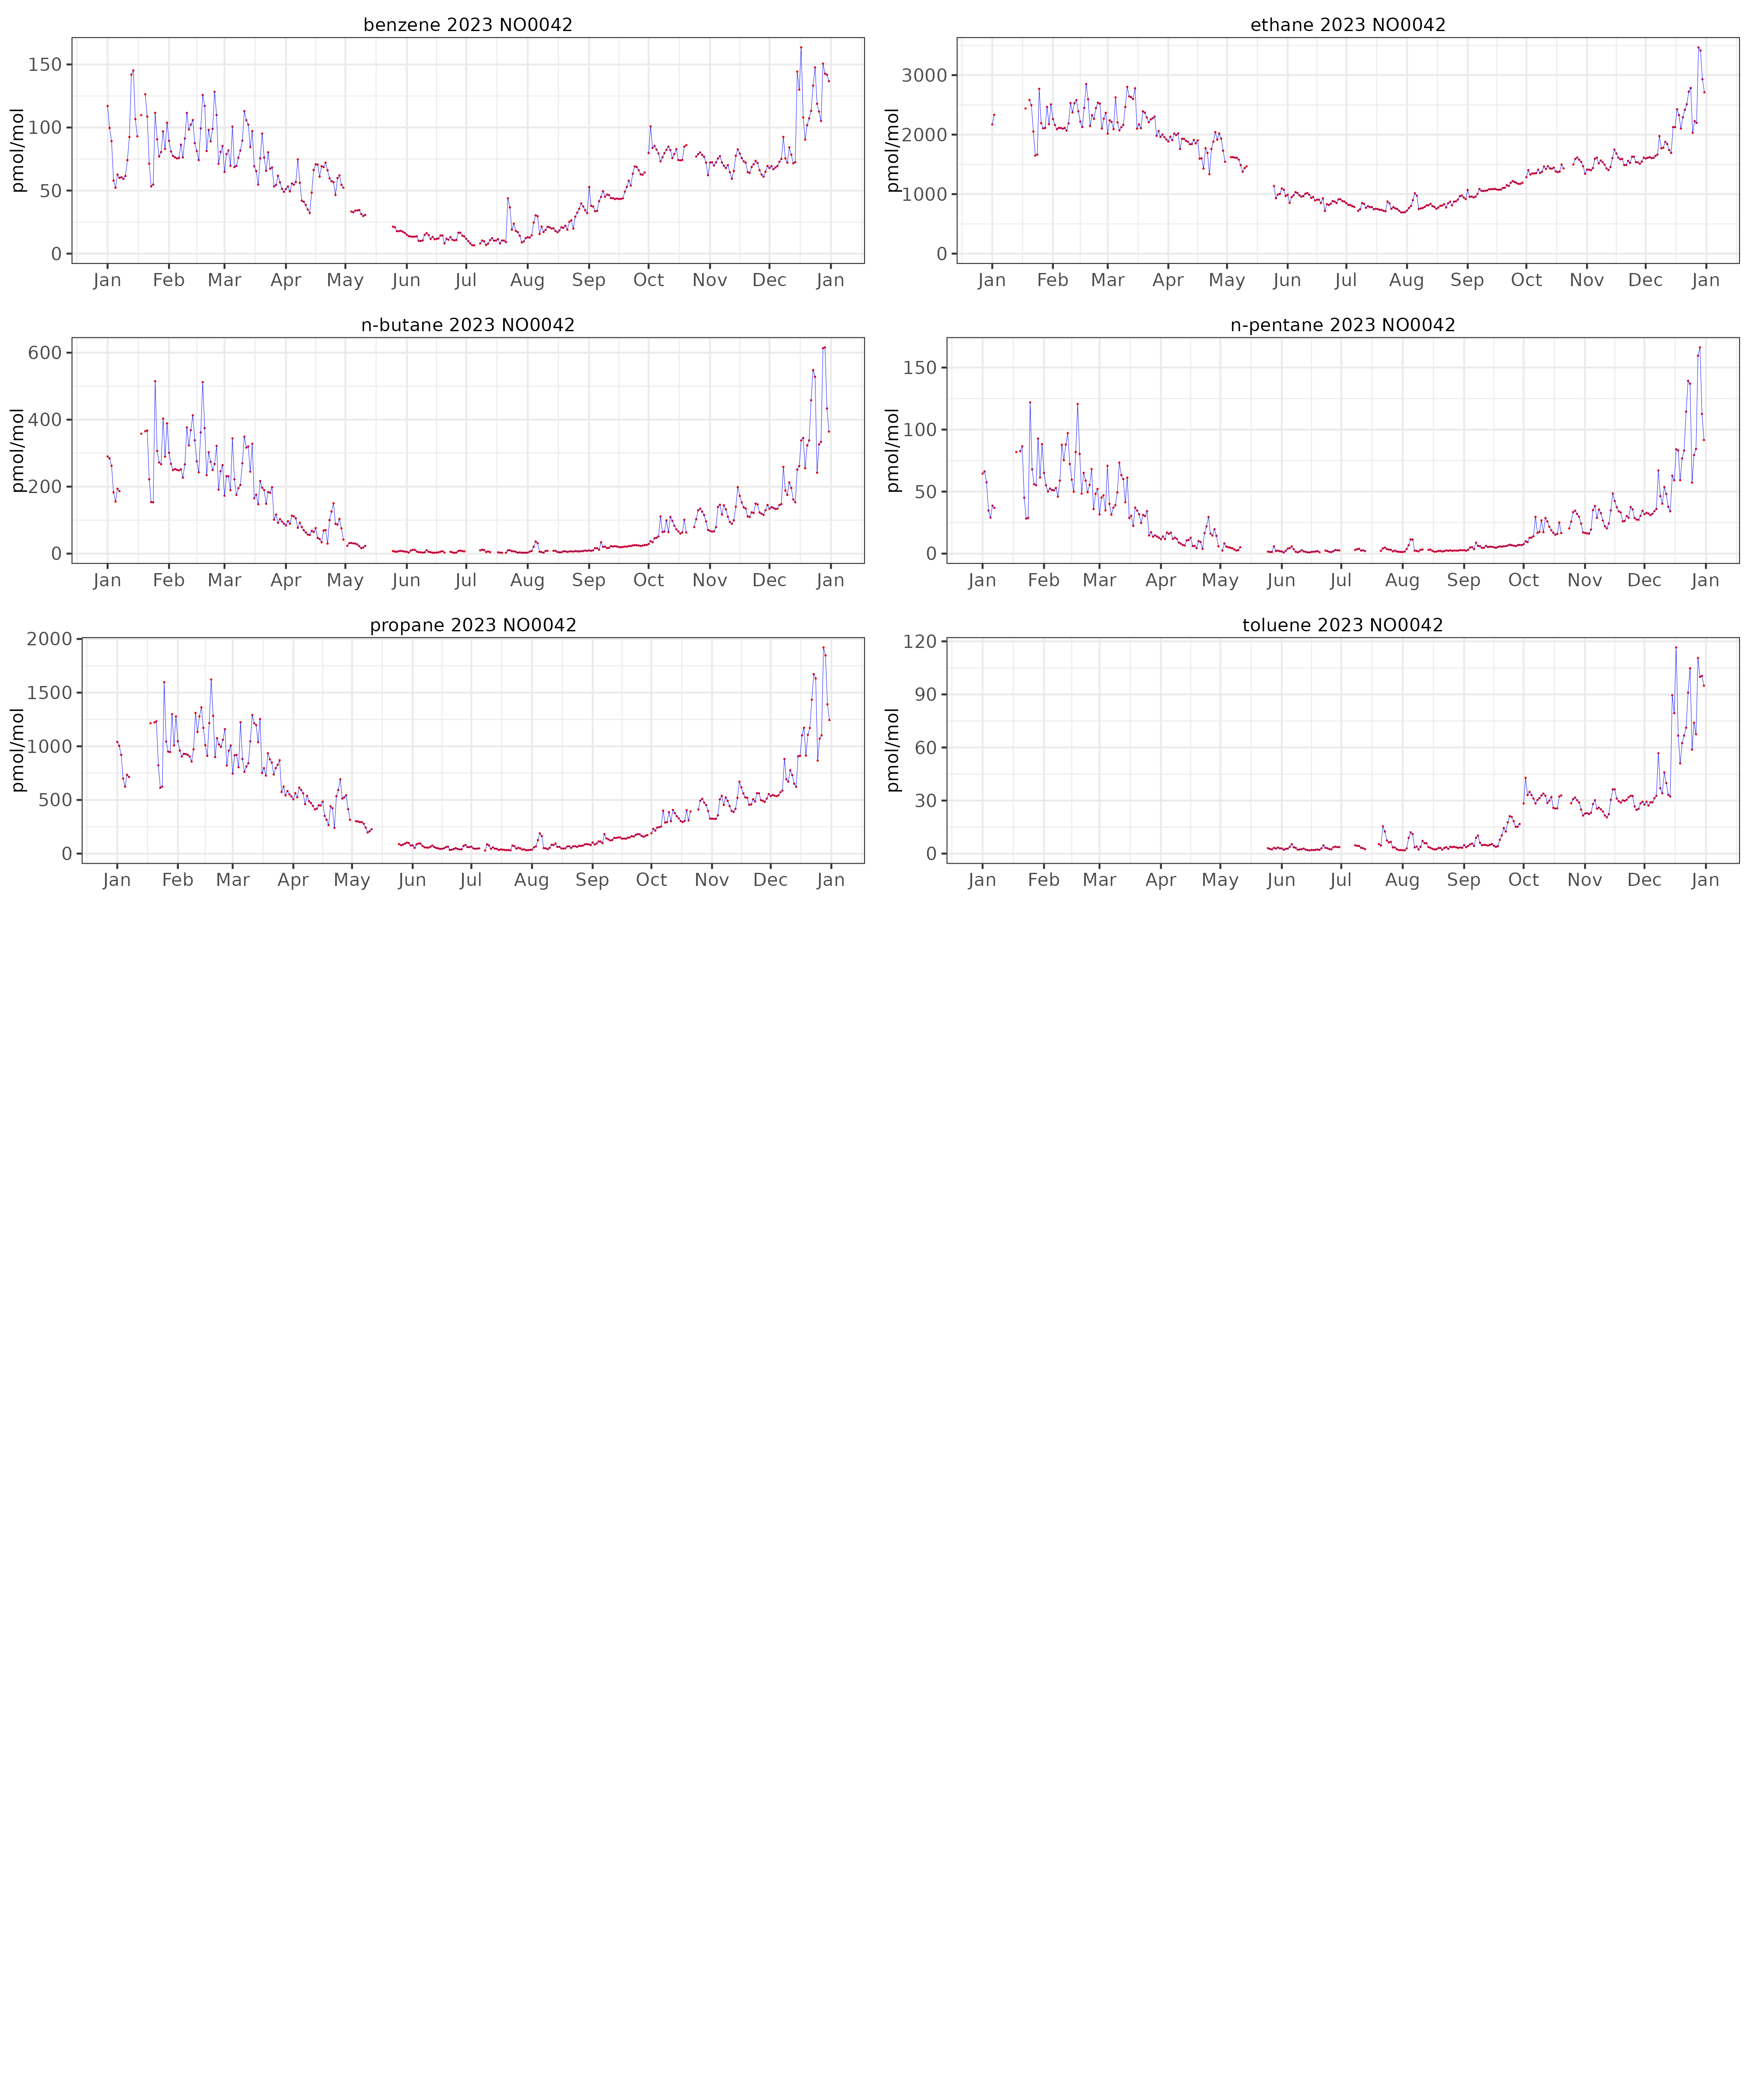 benzene 2023 NO0042
pmol/mol
150
100
50
0
Jan Feb Mar Apr May Jun Jul Aug Sep Oct Nov Dec Jan
ethane 2023 NO0042
pmol/mol
3000
2000
1000
0
Jan Feb Mar Apr May Jun Jul Aug Sep Oct Nov Dec Jan
n-butane 2023 NO0042
pmol/mol
600
400
200
0
Jan Feb Mar Apr May Jun Jul Aug Sep Oct Nov Dec Jan
n-pentane 2023 NO0042
pmol/mol
150
100
50
0
Jan Feb Mar Apr May Jun Jul Aug Sep Oct Nov Dec Jan
propane 2023 NO0042
pmol/mol
2000
1500
1000
500
0
Jan Feb Mar Apr May Jun Jul Aug Sep Oct Nov Dec Jan
toluene 2023 NO0042
pmol/mol
120
90
60
30
0
Jan Feb Mar Apr May Jun Jul Aug Sep Oct Nov Dec Jan